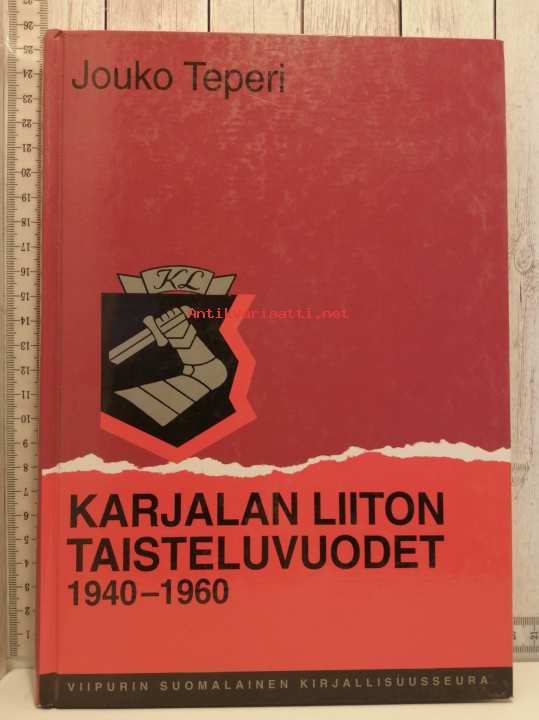 Jouko Teperi
KL
Antikvariaatti.net
KARJALAN LIITON
TAISTELUVUODET
1940–1960
VIIPURIN SUOMALAINEN KIRJALLISUUSSEURA